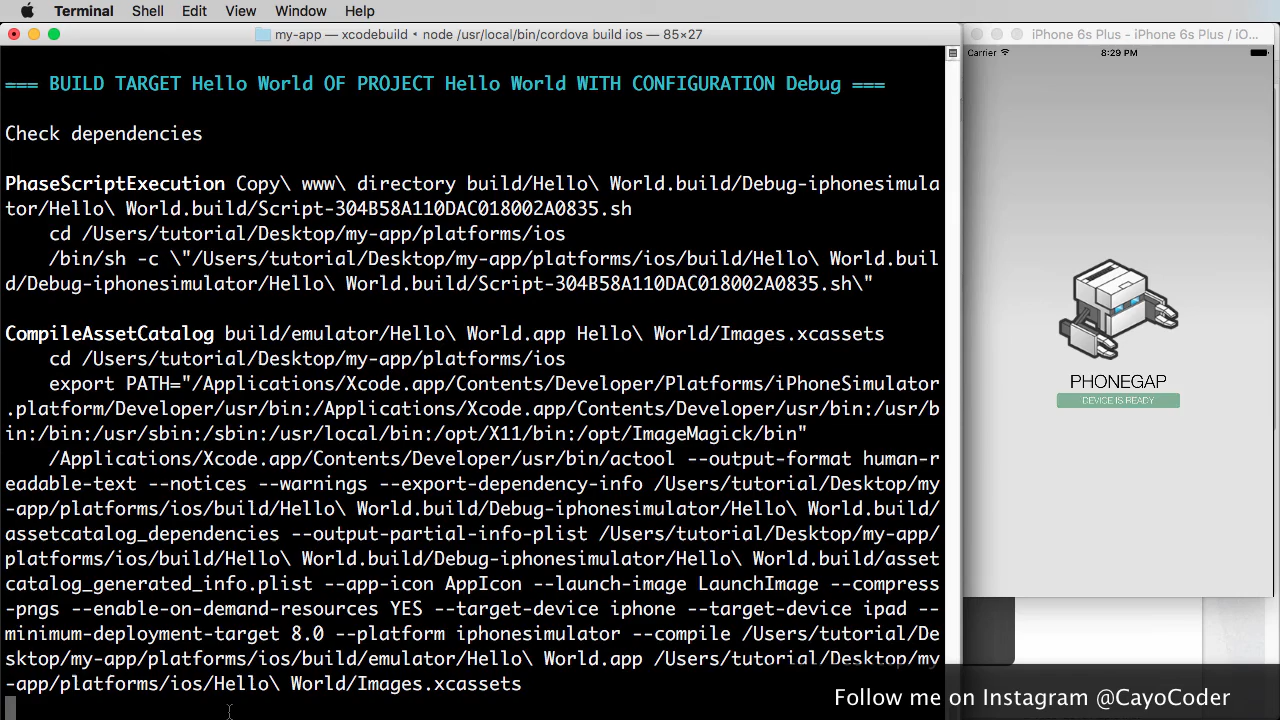 Terminal Shell Edit View Window Help
my-app — xcodebuild • node /usr/local/bin/cordova build ios — 85×27
=== BUILD TARGET Hello World OF PROJECT Hello World WITH CONFIGURATION Debug ===
Check dependencies
PhaseScriptExecution Copy\ www\ directory build/Hello\ World.build/Debug-iphonesimula
tor/Hello\ World.build/Script-304B58A110DAC018002A0835.sh
cd /Users/tutorial/Desktop/my-app/platforms/ios
/bin/sh -c \"/Users/tutorial/Desktop/my-app/platforms/ios/build/Hello\ World.buil
d/Debug-iphonesimulator/Hello\ World.build/Script-304B58A110DAC018002A0835.sh\"
CompileAssetCatalog build/emulator/Hello\ World.app Hello\ World/Images.xcassets
cd /Users/tutorial/Desktop/my-app/platforms/ios
export PATH="/Applications/Xcode.app/Contents/Developer/Platforms/iPhoneSimulator
.platform/Developer/usr/bin:/Applications/Xcode.app/Contents/Developer/usr/bin:/usr/b
in:/bin:/usr/sbin:/sbin:/usr/local/bin:/opt/X11/bin:/opt/ImageMagick/bin"
/Applications/Xcode.app/Contents/Developer/usr/bin/actool --output-format human-r
eadable-text --notices --warnings --export-dependency-info /Users/tutorial/Desktop/my
-app/platforms/ios/build/Hello\ World.build/Debug-iphonesimulator/Hello\ World.build/
assetcatalog_dependencies --output-partial-info-plist /Users/tutorial/Desktop/my-app/
platforms/ios/build/Hello\ World.build/Debug-iphonesimulator/Hello\ World.build/asset
catalog_generated_info.plist --app-icon AppIcon --launch-image LaunchImage --compress
-pngs --enable-on-demand-resources YES --target-device iphone --target-device ipad --
minimum-deployment-target 8.0 --platform iphonesimulator --compile /Users/tutorial/De
sktop/my-app/platforms/ios/build/emulator/Hello\ World.app /Users/tutorial/Desktop/my
-app/platforms/ios/Hello\ World/Images.xcassets
iPhone 6s Plus - iPhone 6s Plus / iO...
Carrier 8:29 PM
PHONEGAP
DEVICE IS READY
Follow me on Instagram @CayoCoder